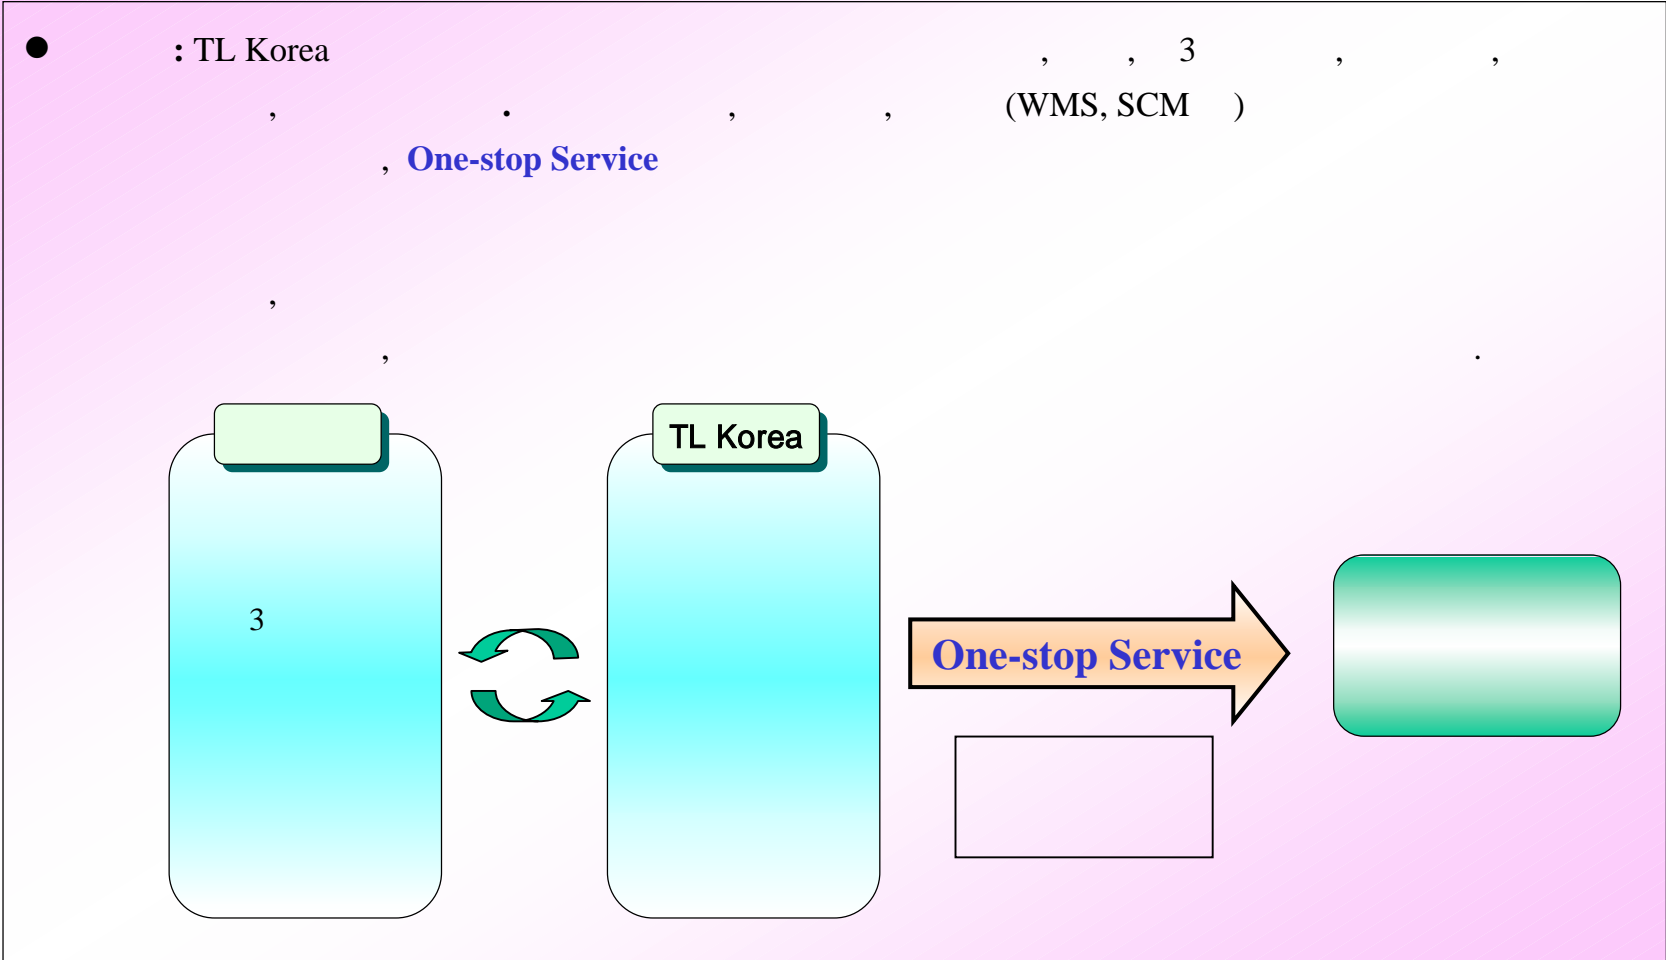 ● : TL Korea , , 3 , ,
, . , , (WMS, SCM )
, One-stop Service
,
, .
TL Korea
3
One-stop Service